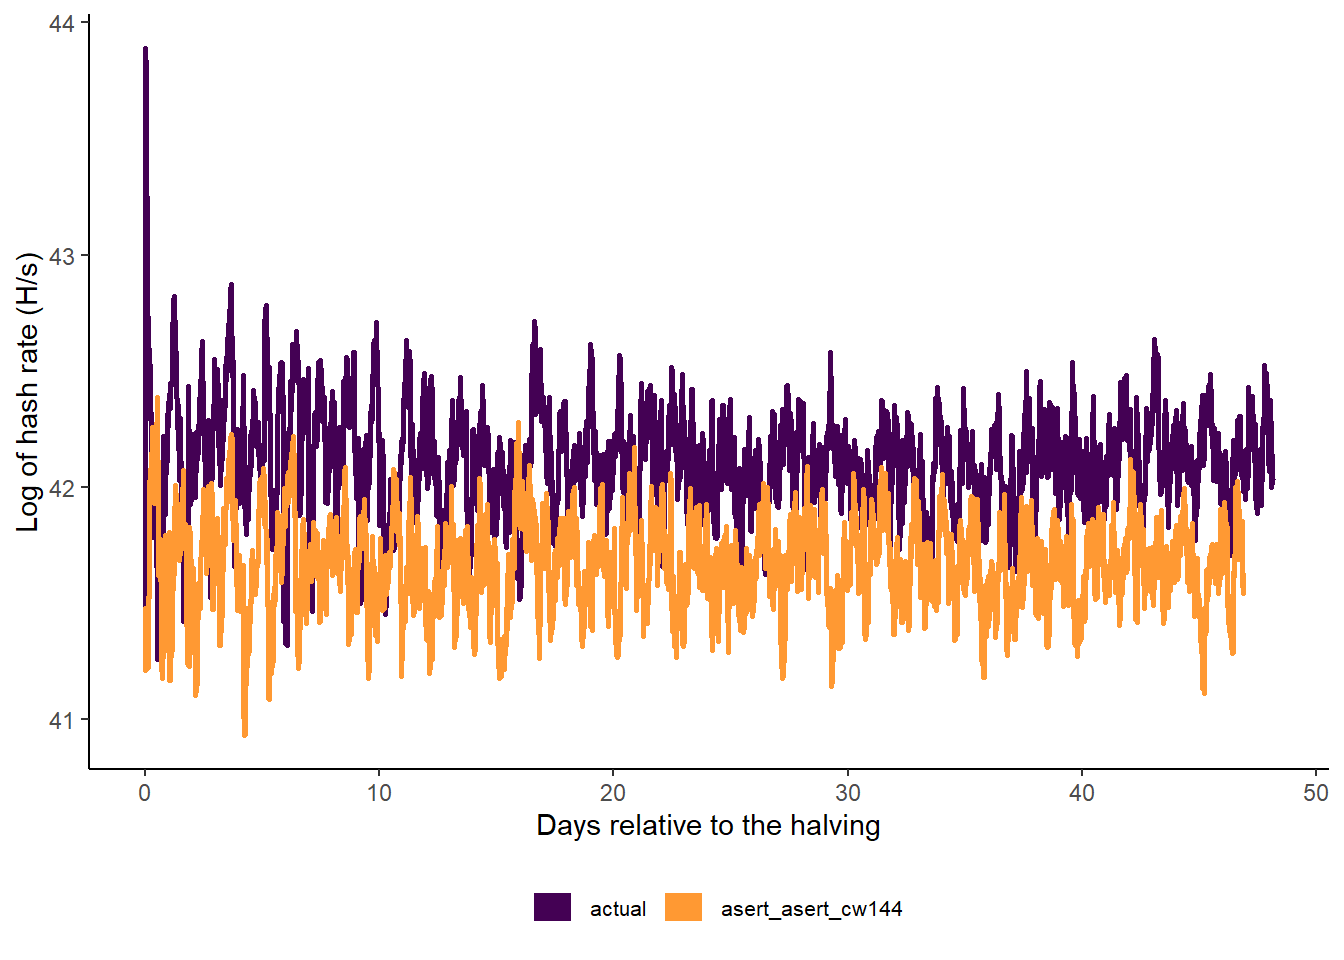 Log of hash rate (H/s)
44
43
42
41
0 10 20 30 40 50
Days relative to the halving
actual asert_asert_cw144